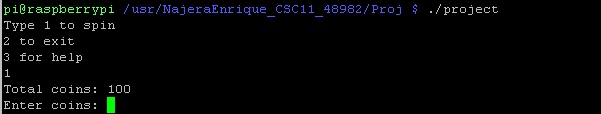 pi@raspberrypi /usr/NajeraEnrique_CSC11_48982/Proj $ ./project
Type 1 to spin
2 to exit
3 for help
1
Total coins: 100
Enter coins: